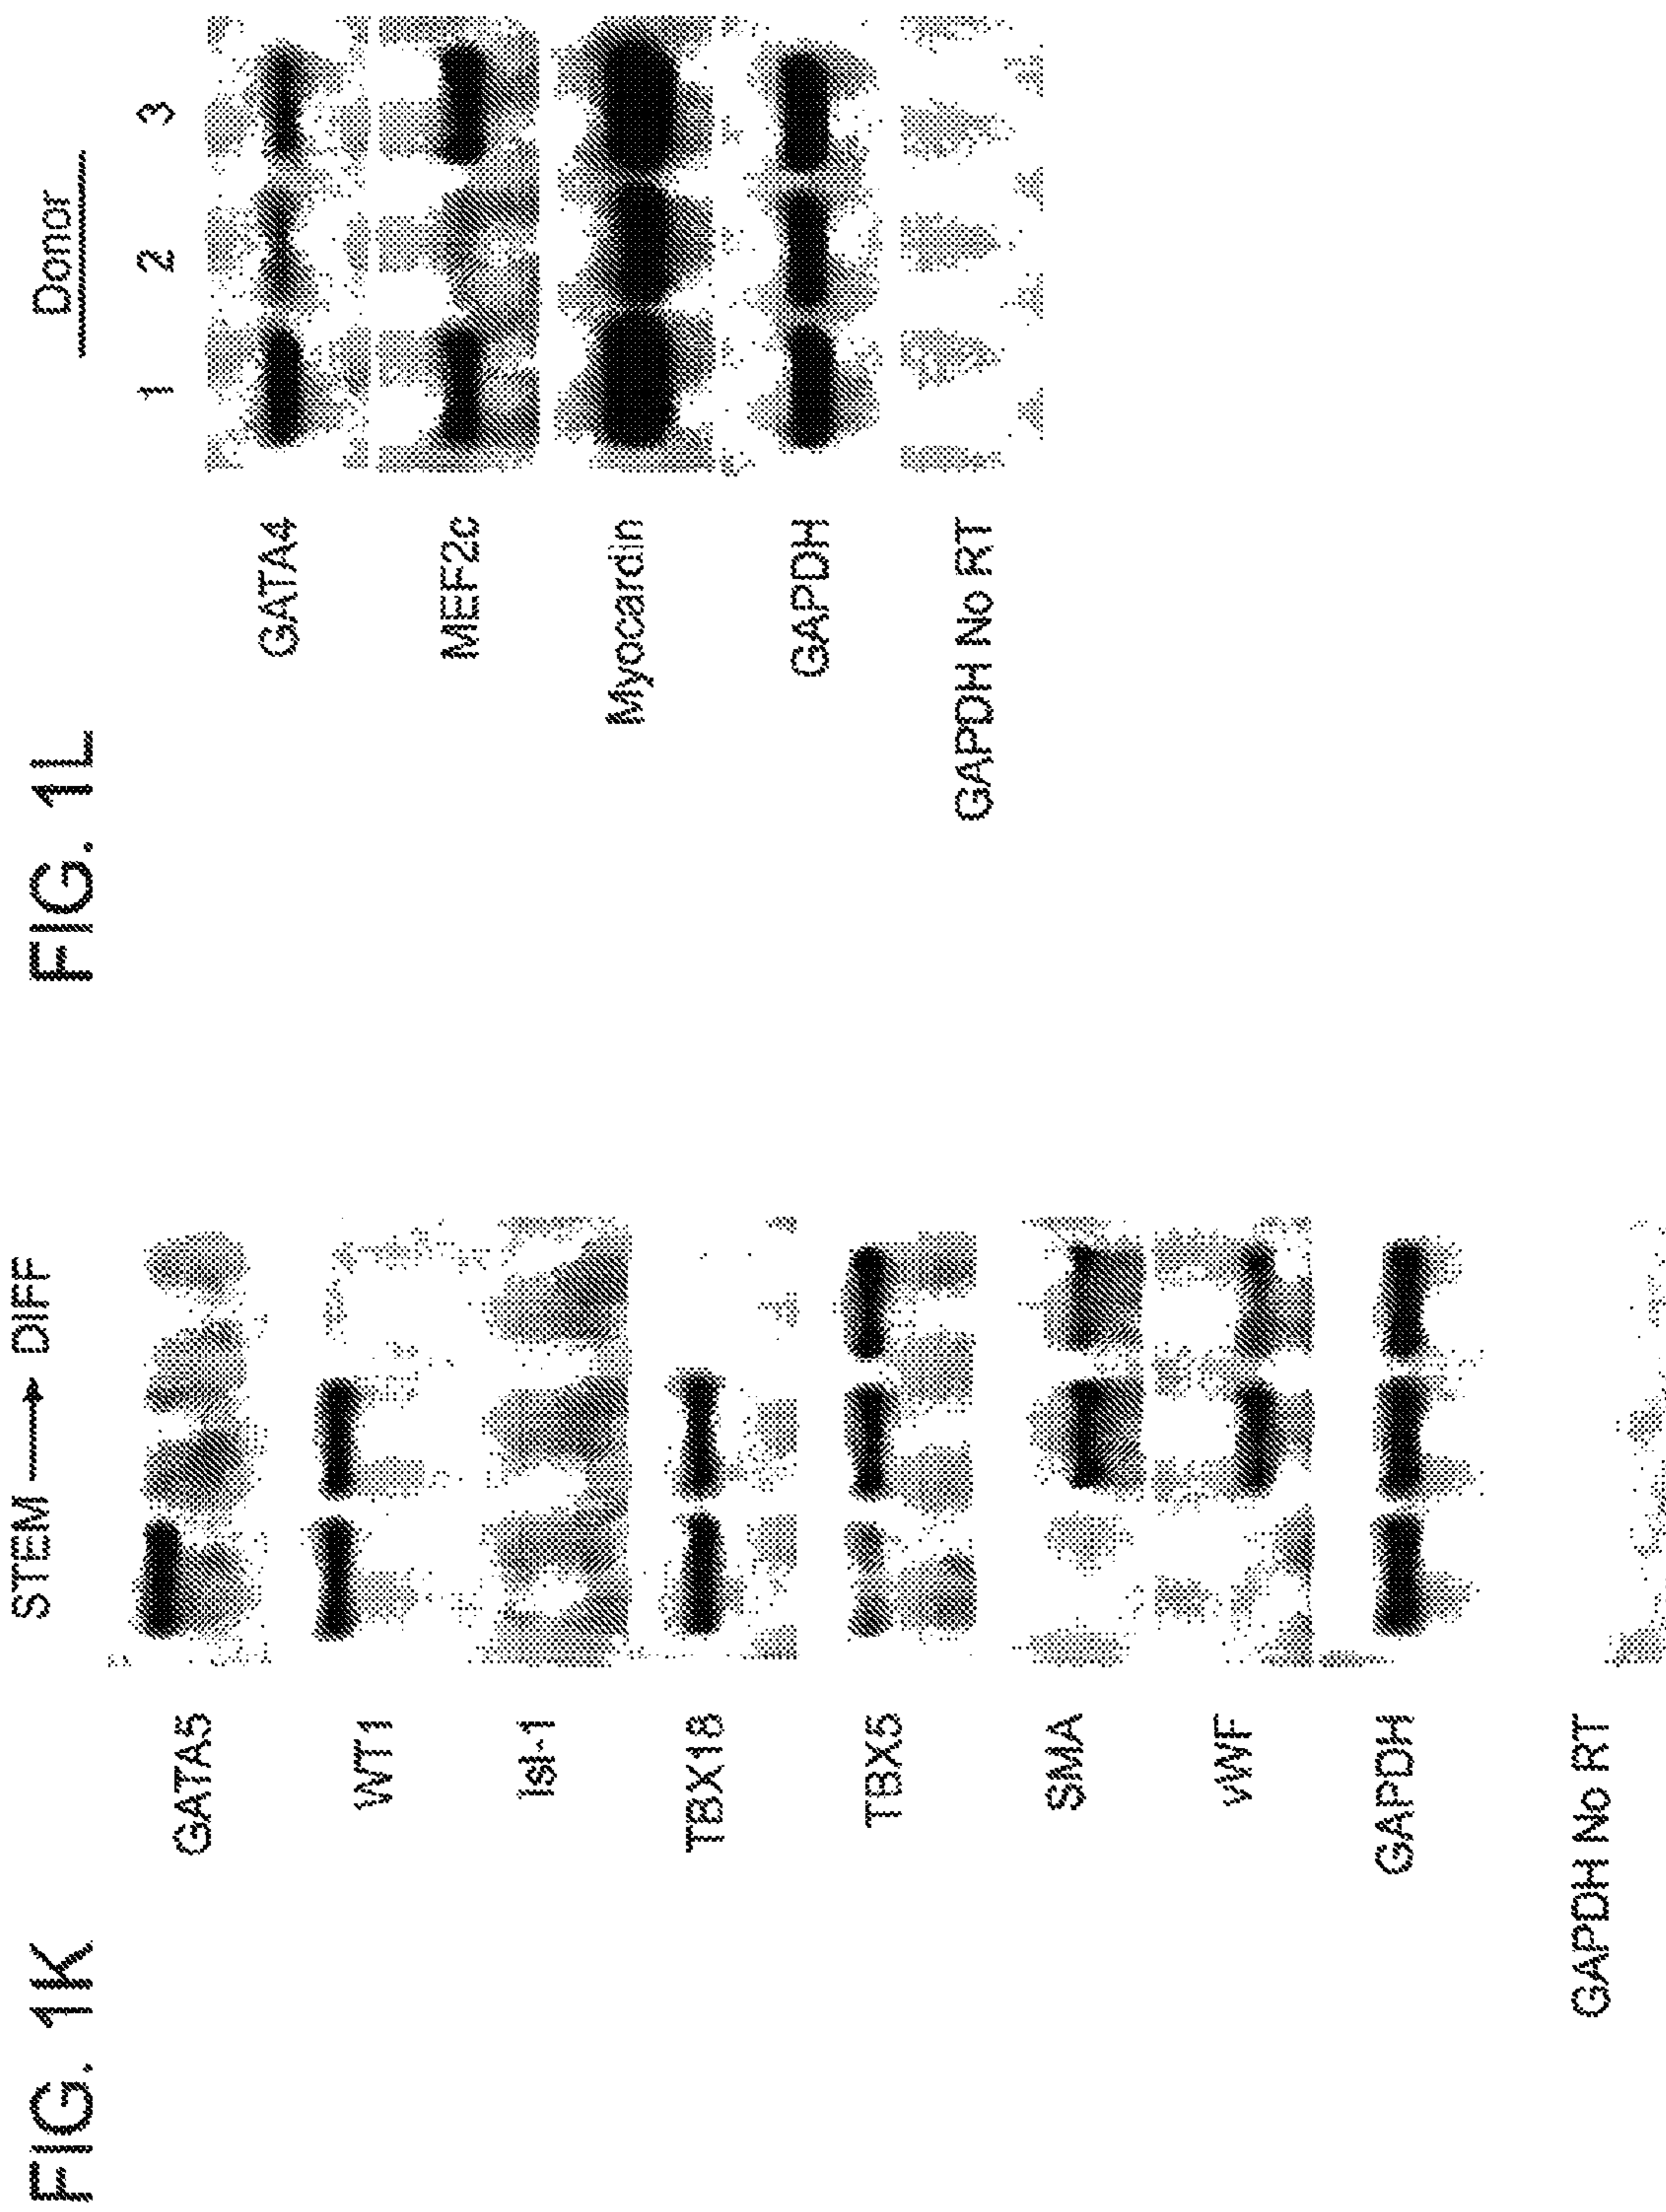 FIG. 1K
STEM → DIFF
GATA5
WT1
Isl-1
TBX18
TBX5
SMA
vWF
GAPDH
GAPDH No RT
FIG. 1L
Donor
1 2 3
GATA4
MEF2c
Myocardin
GAPDH
GAPDH No RT